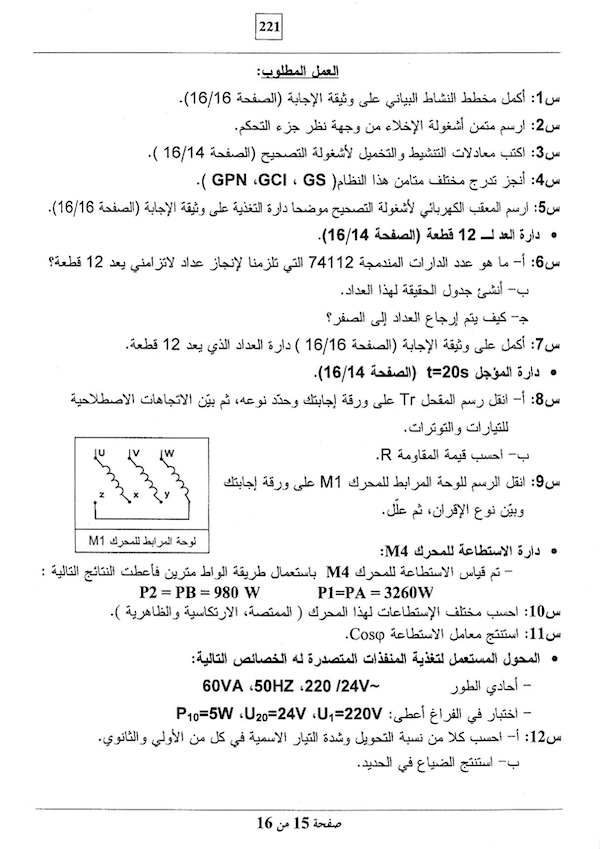 221
العمل المطلوب:
س1: أكمل مخطط النشاط البياني على وثيقة الإجابة (الصفحة 16/16).
س2: ارسم متمن أشغولة الإخلاء من وجهة نظر جزء التحكم.
س3: اكتب معادلات التنشيط والتخميل لأشغولة التصحيح (الصفحة 16/14 ).
س4: أنجز تدرج مختلف متامن هذا النظام( GPN ،GCI ، GS ).
س5: ارسم المعقب الكهربائي لأشغولة التصحيح موضحا دارة التغذية على وثيقة الإجابة (الصفحة 16/16).
• دارة العد لـــ 12 قطعة (الصفحة 16/14).
س6: أ- ما هو عدد الدارات المندمجة 74112 التي تلزمنا لإنجاز عداد لاتزامني يعد 12 قطعة؟
ب- أنشئ جدول الحقيقة لهذا العداد.
ج- كيف يتم إرجاع العداد إلى الصفر؟
س7: أكمل على وثيقة الإجابة (الصفحة 16/16 ) دارة العداد الذي يعد 12 قطعة.
• دارة المؤجل t=20s (الصفحة 16/14).
س8: أ- انقل رسم المقحل Tr على ورقة إجابتك وحدّد نوعه، ثم بيّن الاتجاهات الاصطلاحية
للتيارات والتوترات.
ب- احسب قيمة المقاومة R.
س9: انقل الرسم للوحة المرابط للمحرك M1 على ورقة إجابتك
وبيّن نوع الإقران، ثم علّل.
U V W
z x y
لوحة المرابط للمحرك M1
• دارة الاستطاعة للمحرك M4:
- تم قياس الاستطاعة للمحرك M4 باستعمال طريقة الواط مترين فأعطت النتائج التالية :
P2 = PB = 980 W P1=PA = 3260W
س10: احسب مختلف الإستطاعات لهذا المحرك ( الممتصة، الارتكاسية والظاهرية ).
س11: استنتج معامل الاستطاعة Cosφ.
• المحول المستعمل لتغذية المنفذات المتصدرة له الخصائص التالية:
- أحادي الطور 60VA ،50HZ ،220 /24V~
- اختبار في الفراغ أعطى: P10=5W ،U20=24V ،U1=220V
س12: أ- احسب كلا من نسبة التحويل وشدة التيار الاسمية في كل من الأولي والثانوي.
ب- استنتج الضياع في الحديد.
صفحة 15 من 16